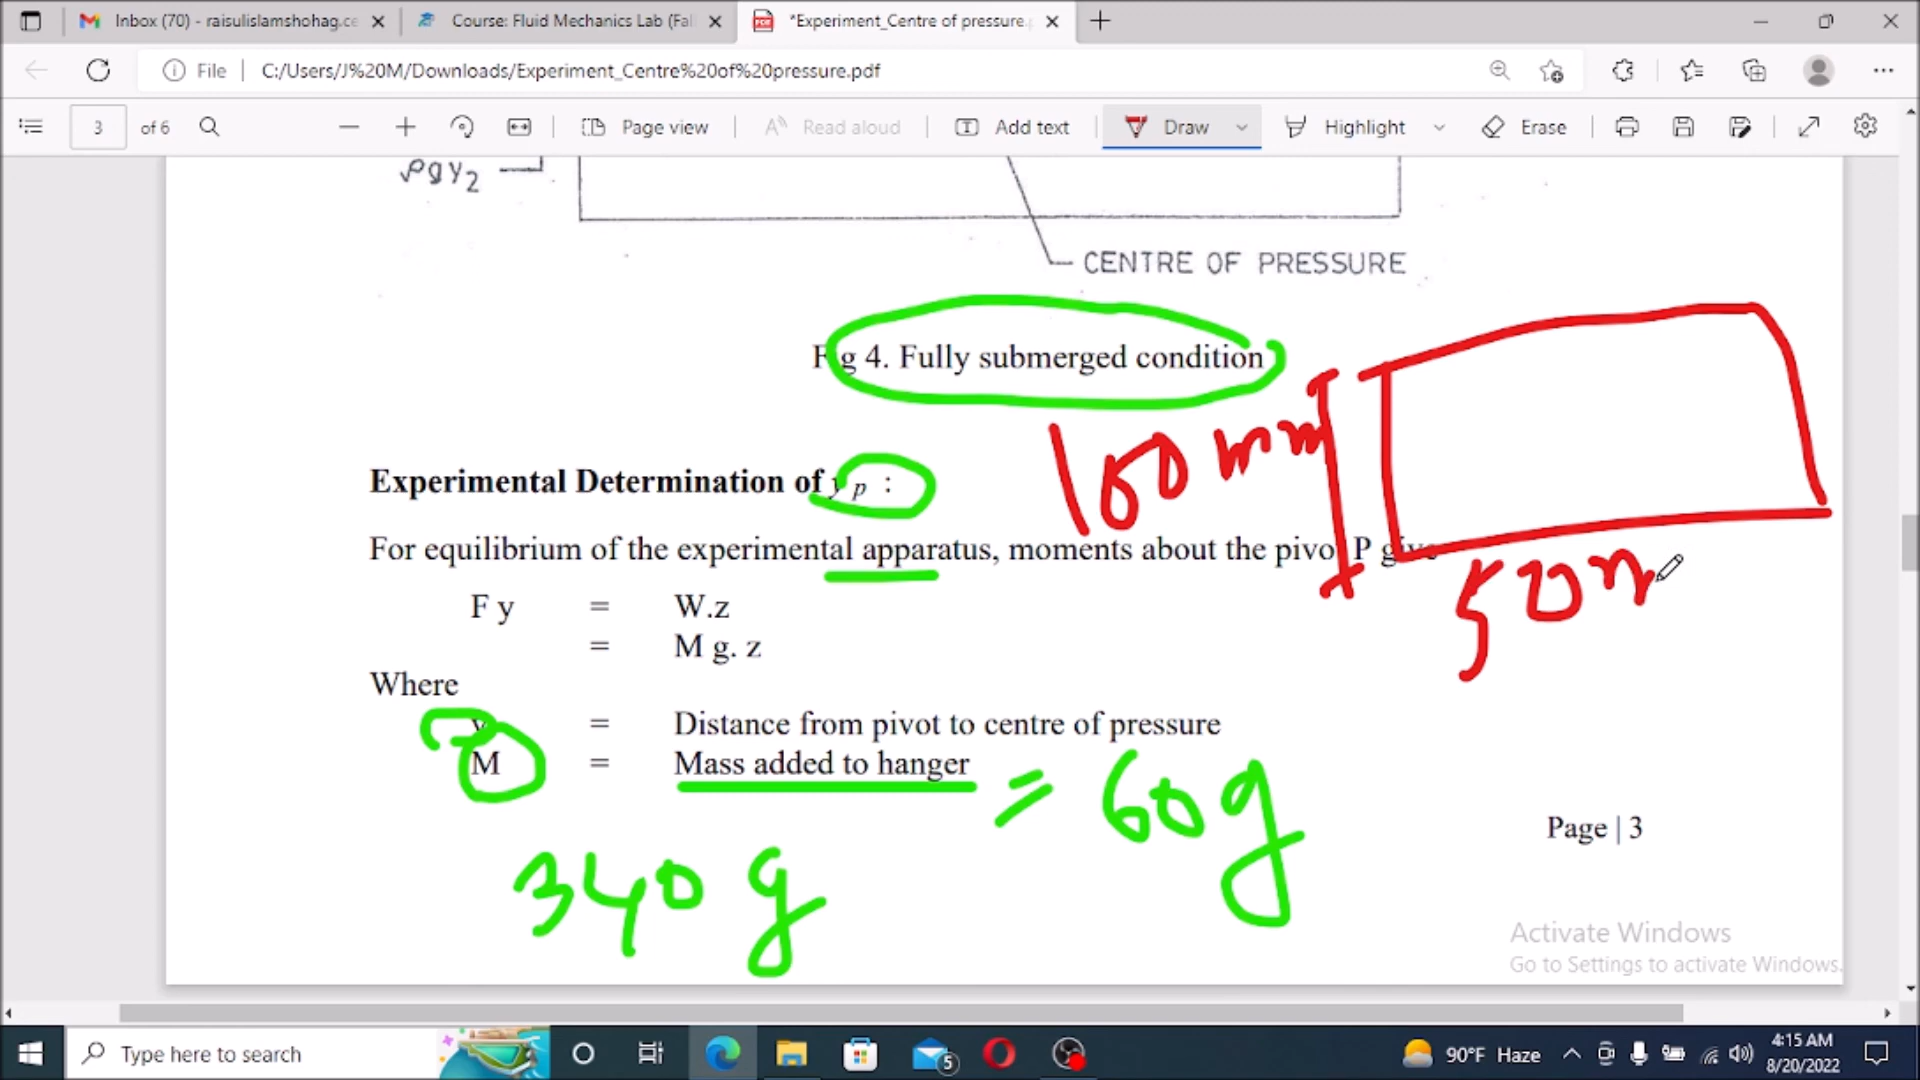 Inbox (70) - raisulislamshohag.ce
Course: Fluid Mechanics Lab (Fal
*Experiment_Centre of pressure.p
File
C:/Users/J%20M/Downloads/Experiment_Centre%20of%20pressure.pdf
3 of 6
Page view
Read aloud
Add text
Draw
Highlight
Erase
ρgy2
CENTRE OF PRESSURE
Fig 4. Fully submerged condition
100 mm
Experimental Determination of y p :
For equilibrium of the experimental apparatus, moments about the pivot P give
50m
F y = W.z
= M g. z
Where
y = Distance from pivot to centre of pressure
M = Mass added to hanger = 60g
Page | 3
340 g
Activate Windows
Go to Settings to activate Windows.
Type here to search
5
90°F Haze
4:15 AM
8/20/2022